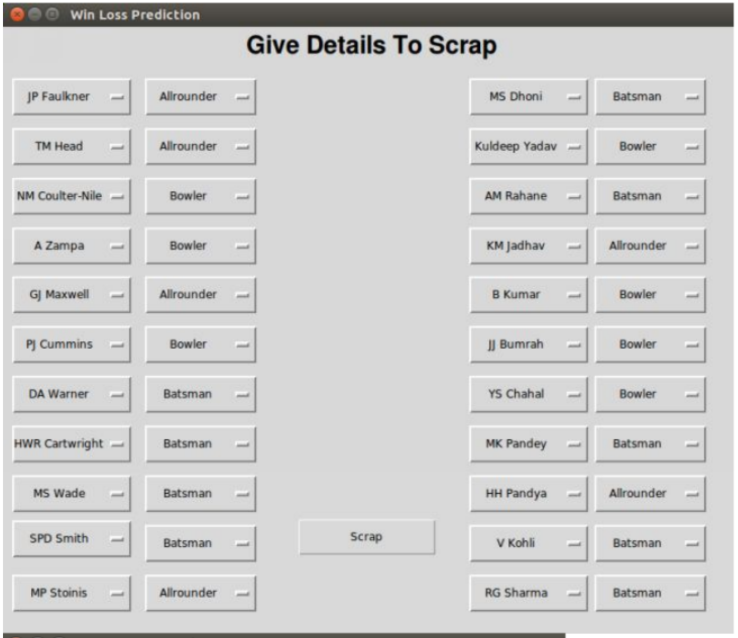 Win Loss Prediction
Give Details To Scrap
JP Faulkner Allrounder MS Dhoni Batsman
TM Head Allrounder Kuldeep Yadav Bowler
NM Coulter-Nile Bowler AM Rahane Batsman
A Zampa Bowler KM Jadhav Allrounder
GJ Maxwell Allrounder B Kumar Bowler
PJ Cummins Bowler JJ Bumrah Bowler
DA Warner Batsman YS Chahal Bowler
HWR Cartwright Batsman MK Pandey Batsman
MS Wade Batsman HH Pandya Allrounder
SPD Smith Batsman Scrap V Kohli Batsman
MP Stoinis Allrounder RG Sharma Batsman